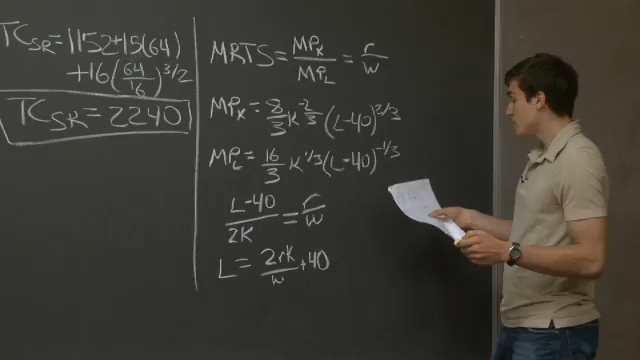 TC_SR = 1152 + 15(64)
+ 16(64/16)^3/2
TC_SR = 2240
MRTS = MP_K/MP_L = r/w
MP_K = 8/3 K^-2/3 (L-40)^2/3
MP_L = 16/3 K^1/3 (L-40)^-1/3
L-40/2K = r/w
L = 2rK/w + 40